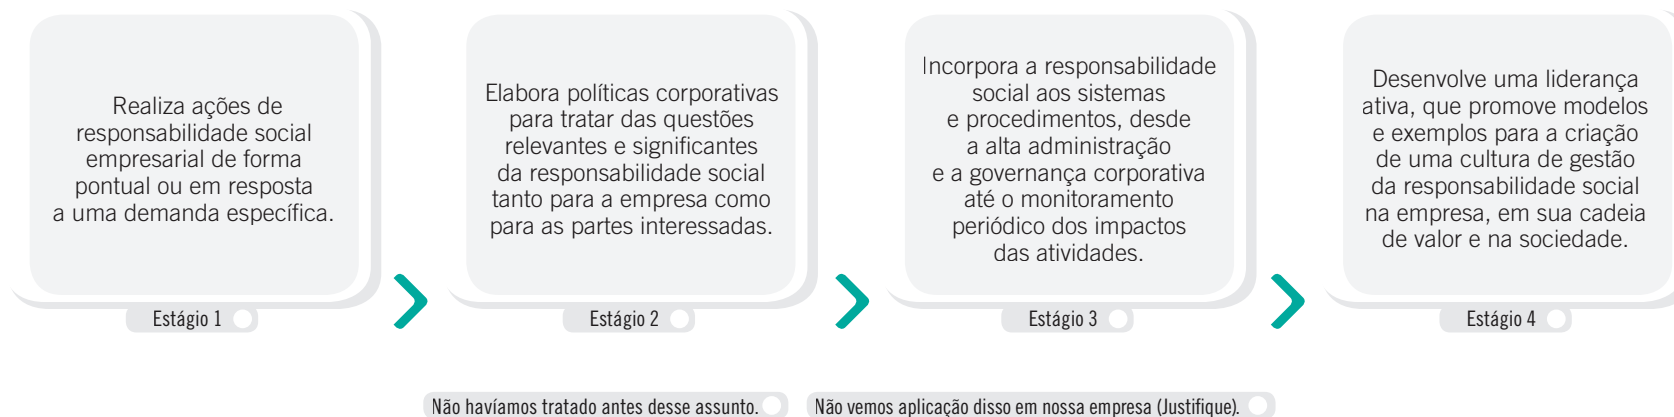 Realiza ações de
responsabilidade social
empresarial de forma
pontual ou em resposta
a uma demanda específica.
Estágio 1
Elabora políticas corporativas
para tratar das questões
relevantes e significantes
da responsabilidade social
tanto para a empresa como
para as partes interessadas.
Estágio 2
Incorpora a responsabilidade
social aos sistemas
e procedimentos, desde
a alta administração
e a governança corporativa
até o monitoramento
periódico dos impactos
das atividades.
Estágio 3
Desenvolve uma liderança
ativa, que promove modelos
e exemplos para a criação
de uma cultura de gestão
da responsabilidade social
na empresa, em sua cadeia
de valor e na sociedade.
Estágio 4
Não havíamos tratado antes desse assunto.
Não vemos aplicação disso em nossa empresa (Justifique).